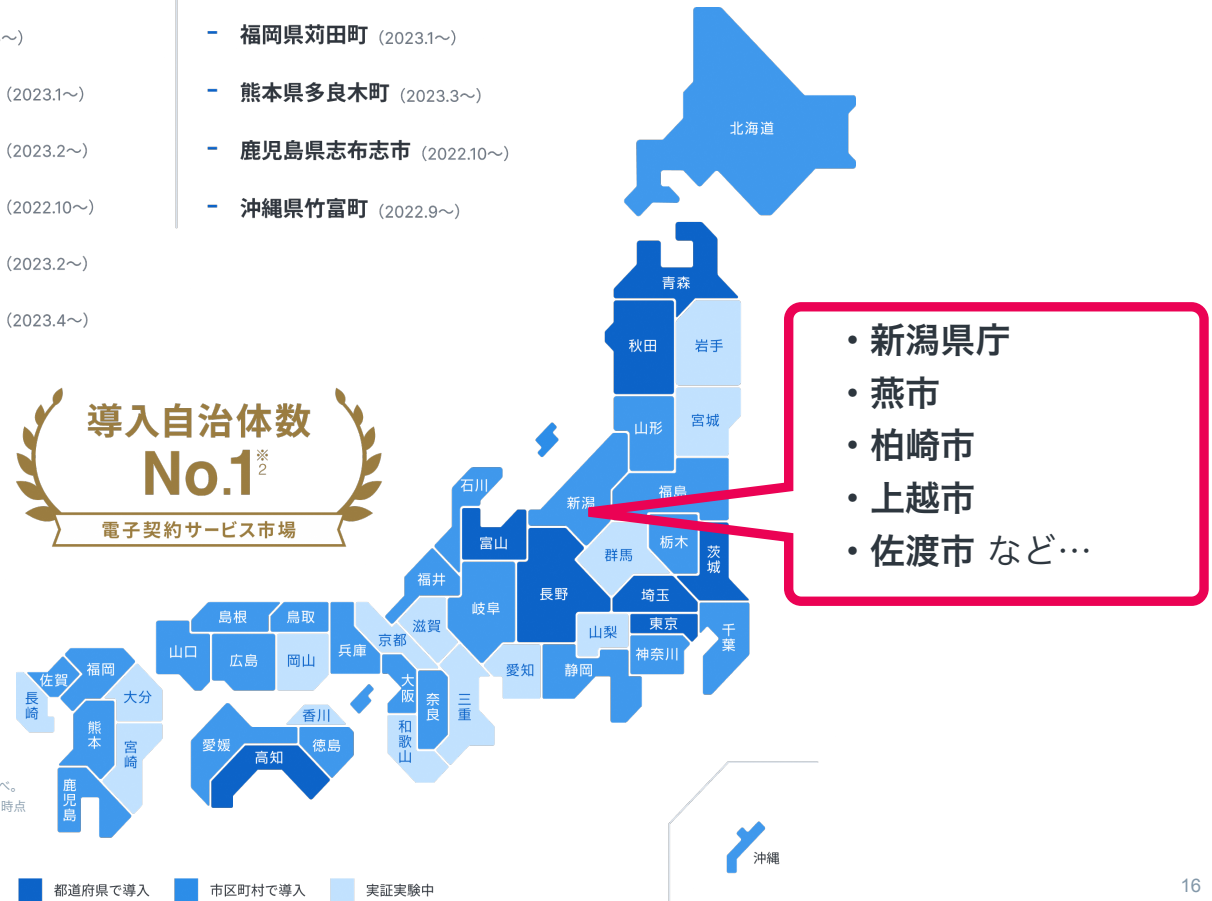 ～）
（2023.1～）
（2023.2～）
（2022.10～）
（2023.2～）
（2023.4～）
- 福岡県苅田町（2023.1～）
- 熊本県多良木町（2023.3～）
- 鹿児島県志布志市（2022.10～）
- 沖縄県竹富町（2022.9～）
導入自治体数
No.1※2
電子契約サービス市場
北海道
青森
秋田
岩手
山形
宮城
石川
新潟
福島
富山
群馬
栃木
茨城
福井
長野
埼玉
岐阜
東京
山梨
千葉
神奈川
島根
鳥取
兵庫
京都
滋賀
山口
広島
岡山
愛知
静岡
福岡
佐賀
長崎
大分
大阪
奈良
三重
熊本
宮崎
香川
和歌山
愛媛
高知
徳島
鹿児島
沖縄
・新潟県庁
・燕市
・柏崎市
・上越市
・佐渡市 など…
べ。
時点
都道府県で導入
市区町村で導入
実証実験中
16